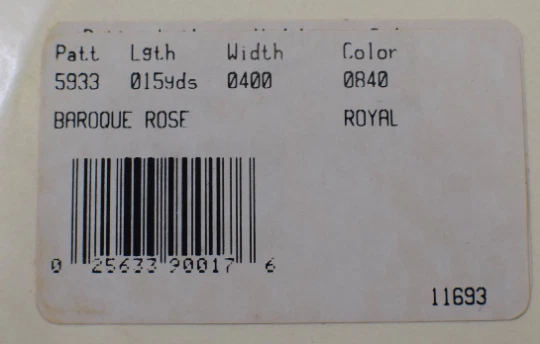 Patt Lgth Width Color
5933 015yds 0400 0840
BAROQUE ROSE ROYAL
0 25633 90017 6
11693